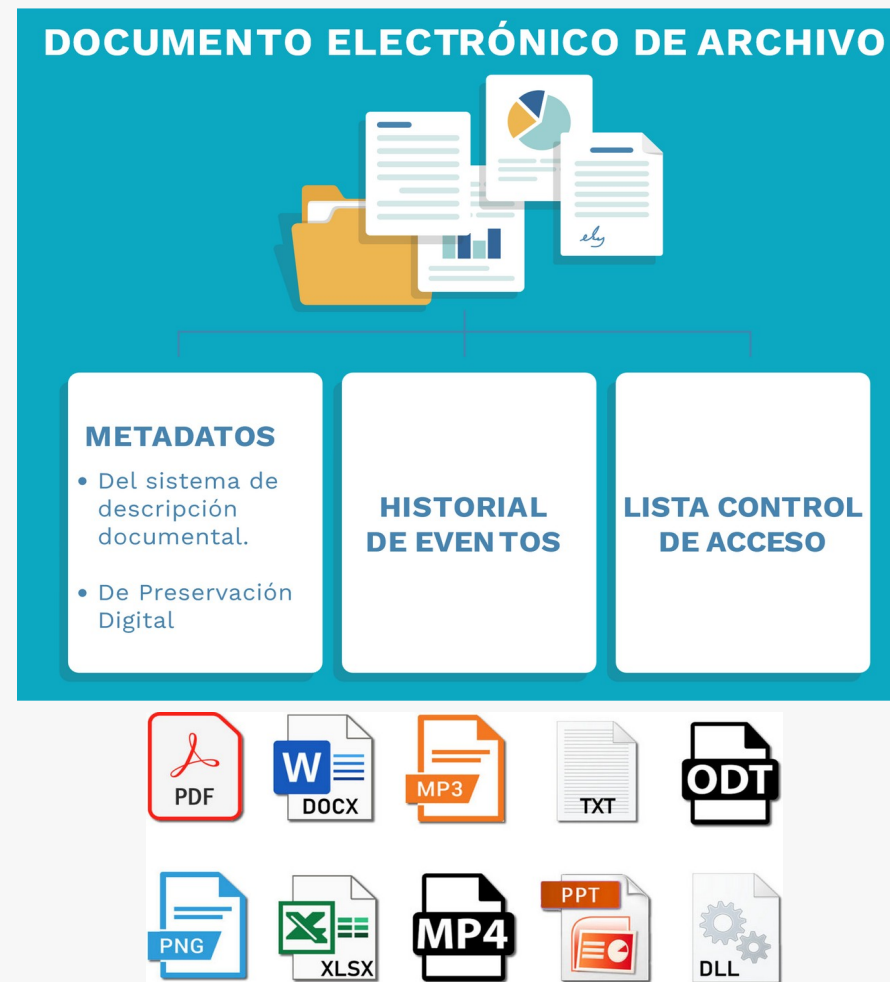 DOCUMENTO ELECTRÓNICO DE ARCHIVO
ely
METADATOS
• Del sistema de
descripción
documental.
• De Preservación
Digital
HISTORIAL
DE EVENTOS
LISTA CONTROL
DE ACCESO
PDF
W
DOCX
MP3
TXT
ODT
PNG
X
XLSX
MP4
PPT
DLL